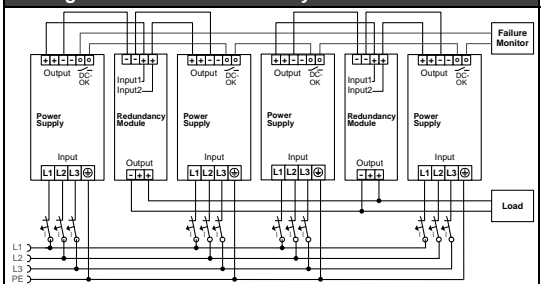 + + − − o o
Output
DC-
OK
Power
Supply
Input
L1 L2 L3
− − + + + +
Input1
Input2
Redundancy
Module
Output
− + +
+ + − − o o
Output
DC-
OK
Power
Supply
Input
L1 L2 L3
+ + − − o o
Output
DC-
OK
Power
Supply
Input
L1 L2 L3
Input1
Input2
Redundancy
Module
Output
− + +
+ + − − o o
Output
DC-
OK
Power
Supply
Input
L1 L2 L3
Failure
Monitor
Load
I
I
I
I
I
I
I
I
I
I
I
I
L1
L2
L3
PE